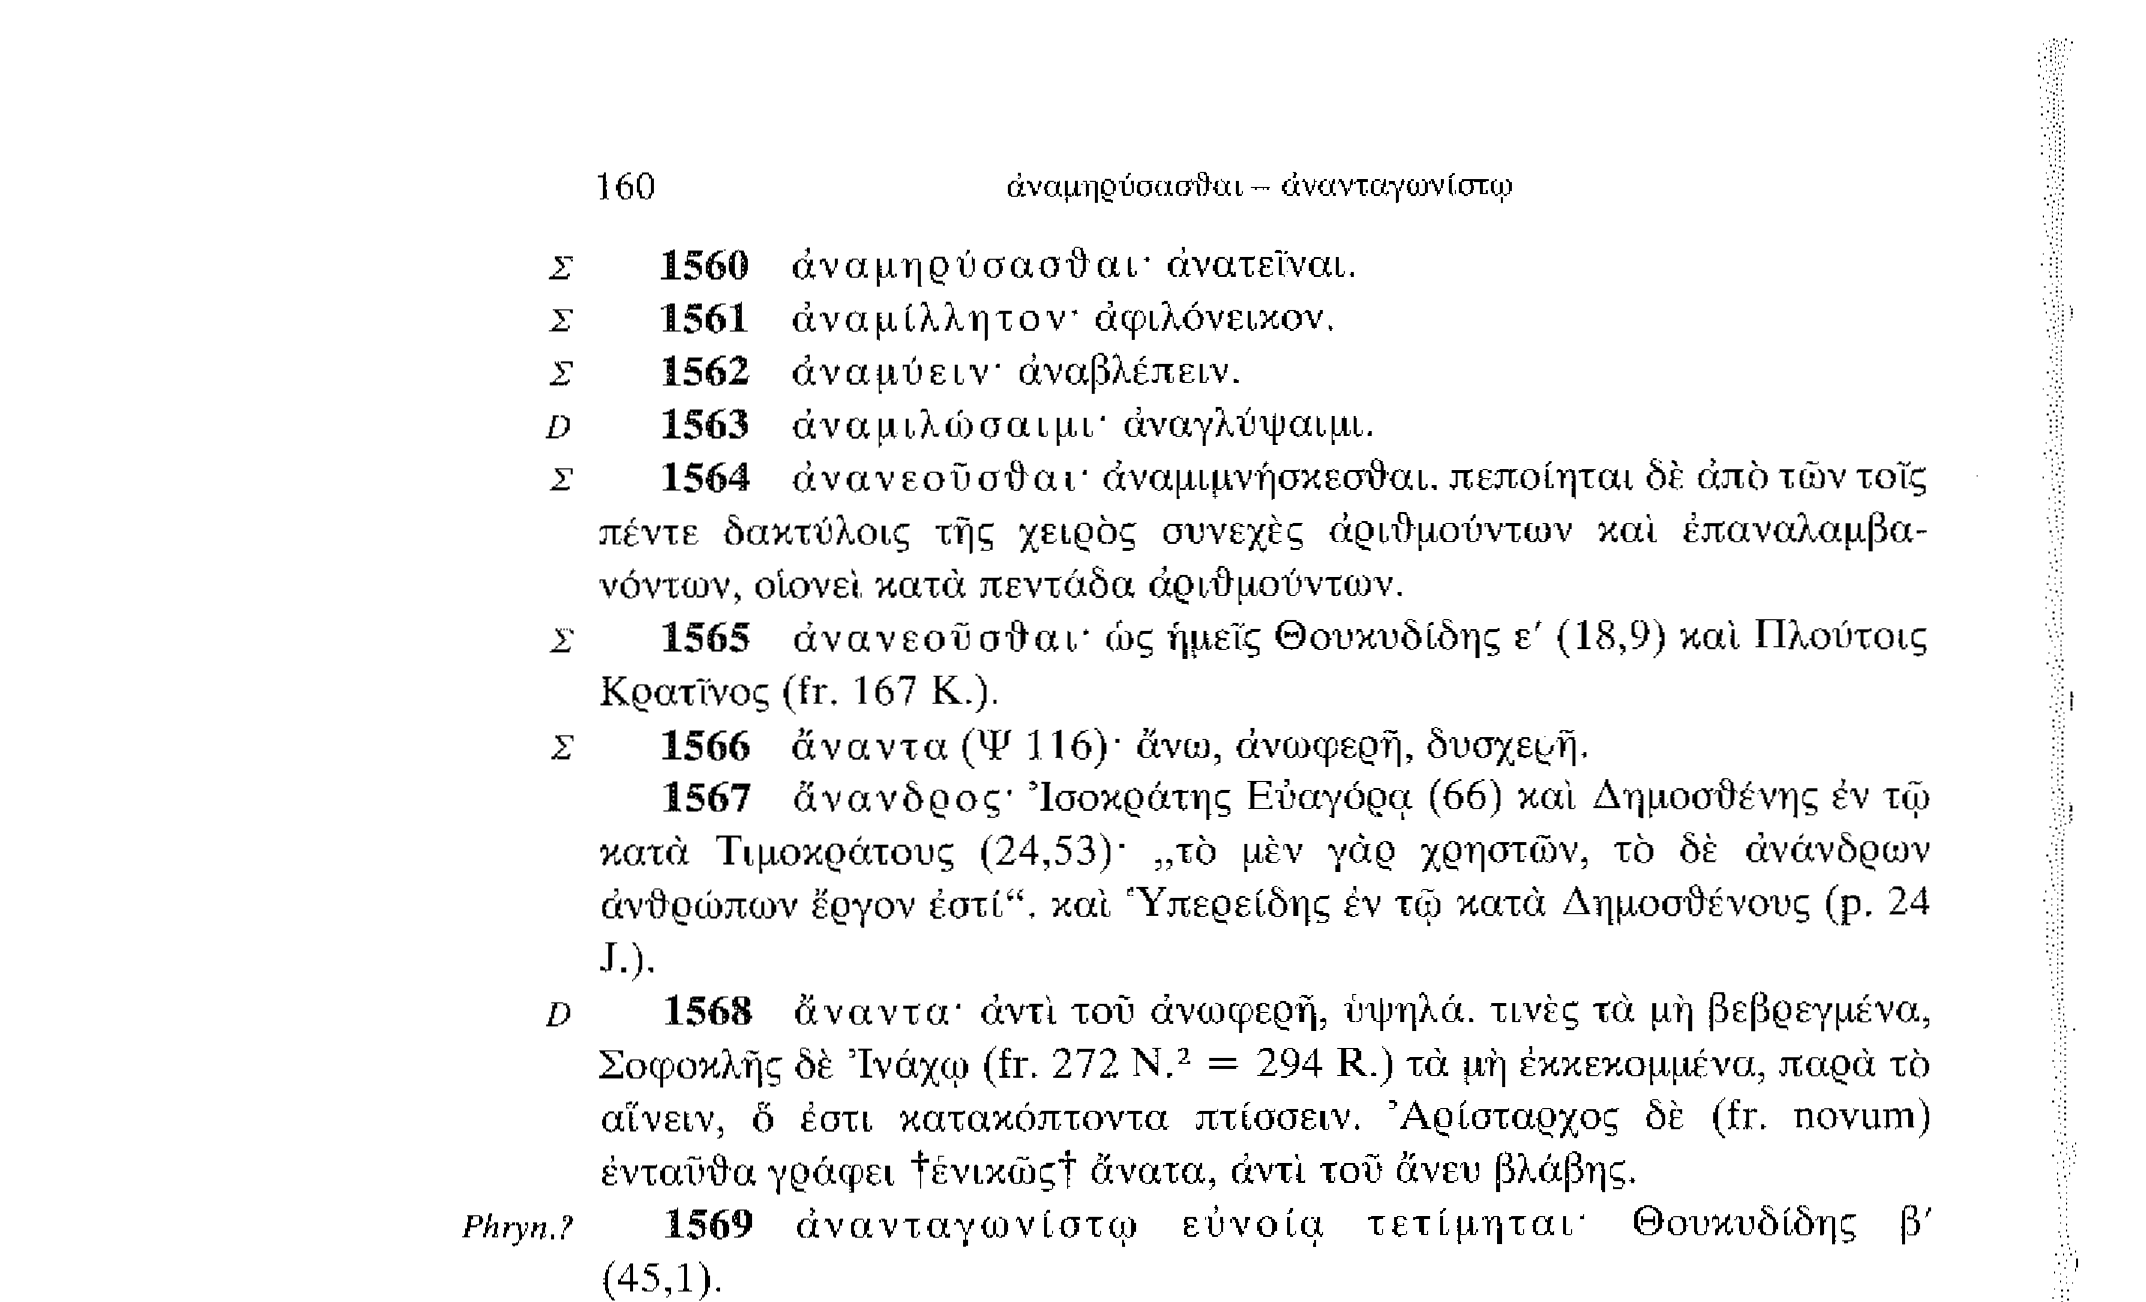 160 ἀναμηρύσασθαι – ἀνανταγωνίστῳ
Σ 1560 ἀναμηρύσασθαι· ἀνατεῖναι.
Σ 1561 ἀναμίλλητον· ἀφιλόνεικον.
Σ 1562 ἀναμύειν· ἀναβλέπειν.
D 1563 ἀναμιλώσαιμι· ἀναγλύψαιμι.
Σ 1564 ἀνανεοῦσθαι· ἀναμιμνήσκεσθαι. πεποίηται δὲ ἀπὸ τῶν τοῖς
πέντε δακτύλοις τῆς χειρὸς συνεχὲς ἀριθμούντων καὶ ἐπαναλαμβα-
νόντων, οἱονεὶ κατὰ πεντάδα ἀριθμούντων.
Σ 1565 ἀνανεοῦσθαι· ὡς ἡμεῖς Θουκυδίδης ε′ (18,9) καὶ Πλούτοις
Κρατῖνος (fr. 167 K.).
Σ 1566 ἄναντα (Ψ 116)· ἄνω, ἀνωφερῆ, δυσχερῆ.
1567 ἄνανδρος· Ἰσοκράτης Εὐαγόρᾳ (66) καὶ Δημοσθένης ἐν τῷ
κατὰ Τιμοκράτους (24,53)· „τὸ μὲν γὰρ χρηστῶν, τὸ δὲ ἀνάνδρων
ἀνθρώπων ἔργον ἐστί“. καὶ Ὑπερείδης ἐν τῷ κατὰ Δημοσθένους (p. 24
J.).
D 1568 ἄναντα· ἀντὶ τοῦ ἀνωφερῆ, ὑψηλά. τινὲς τὰ μὴ βεβρεγμένα,
Σοφοκλῆς δὲ Ἰνάχῳ (fr. 272 N.² = 294 R.) τὰ μὴ ἐκκεκομμένα, παρὰ τὸ
αἵνειν, ὅ ἐστι κατακόπτοντα πτίσσειν. Ἀρίσταρχος δὲ (fr. novum)
ἐνταῦθα γράφει †ἑνικῶς† ἄνατα, ἀντὶ τοῦ ἄνευ βλάβης.
Phryn.? 1569 ἀνανταγωνίστῳ εὐνοίᾳ τετίμηται· Θουκυδίδης β′
(45,1).